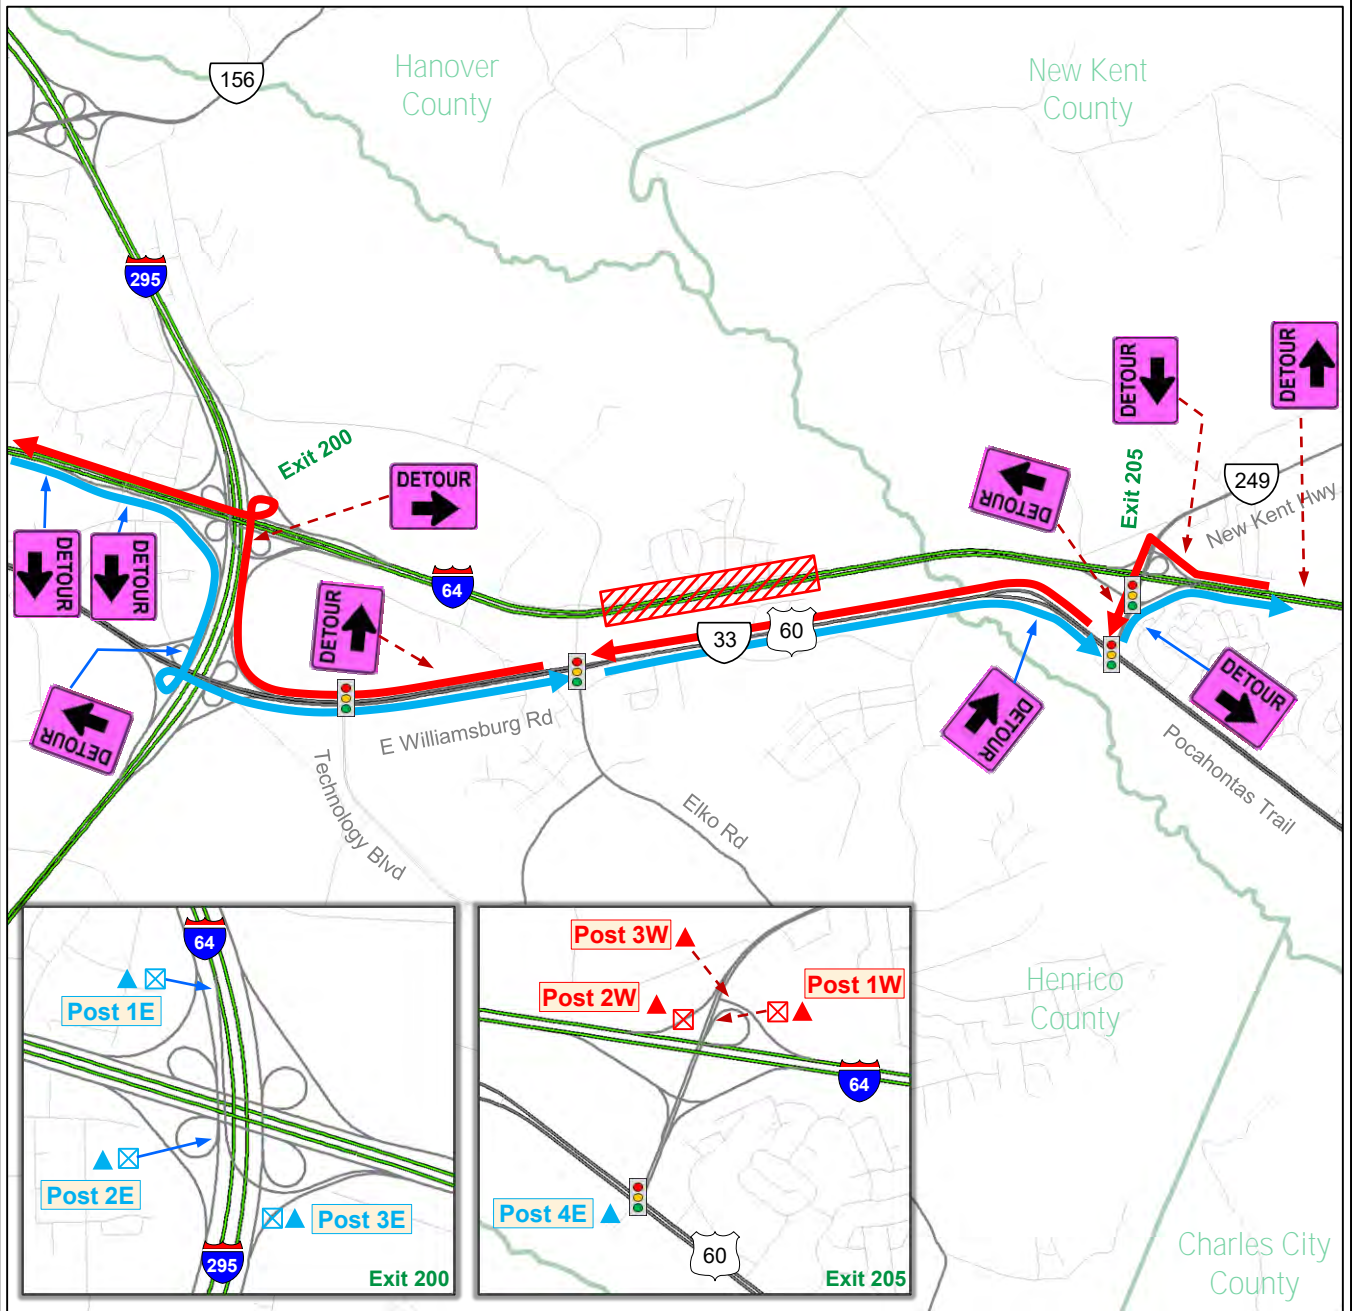 156
Hanover
County
New Kent
County
295
DETOUR
DETOUR
Exit 200
DETOUR
DETOUR
Exit 205
249
New Kent Hwy
DETOUR
DETOUR
64
DETOUR
33
60
DETOUR
DETOUR
DETOUR
E Williamsburg Rd
Technology Blvd
Elko Rd
Pocahontas Trail
64
Post 1E
Post 2E
Post 3E
295
Exit 200
Post 3W
Post 2W
Post 1W
64
Post 4E
60
Exit 205
Henrico
County
Charles City
County